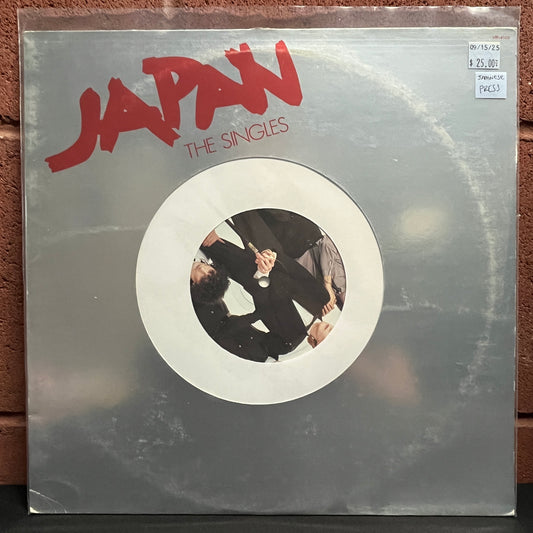 JAPAN
THE SINGLES
09/15/25
$ 25.00
JAPANESE
PRESS